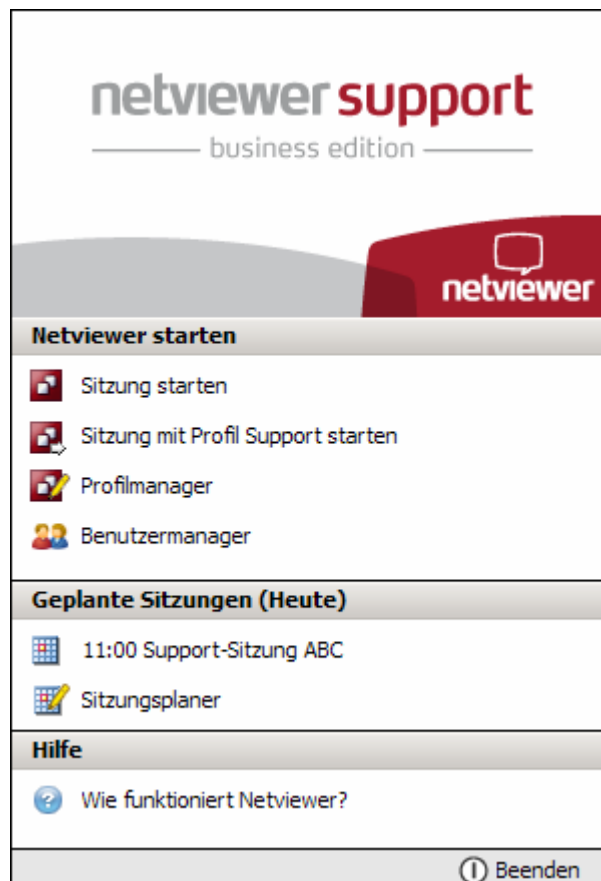 netviewer support
business edition
netviewer
Netviewer starten
Sitzung starten
Sitzung mit Profil Support starten
Profilmanager
Benutzermanager
Geplante Sitzungen (Heute)
11:00 Support-Sitzung ABC
Sitzungsplaner
Hilfe
Wie funktioniert Netviewer?
Beenden